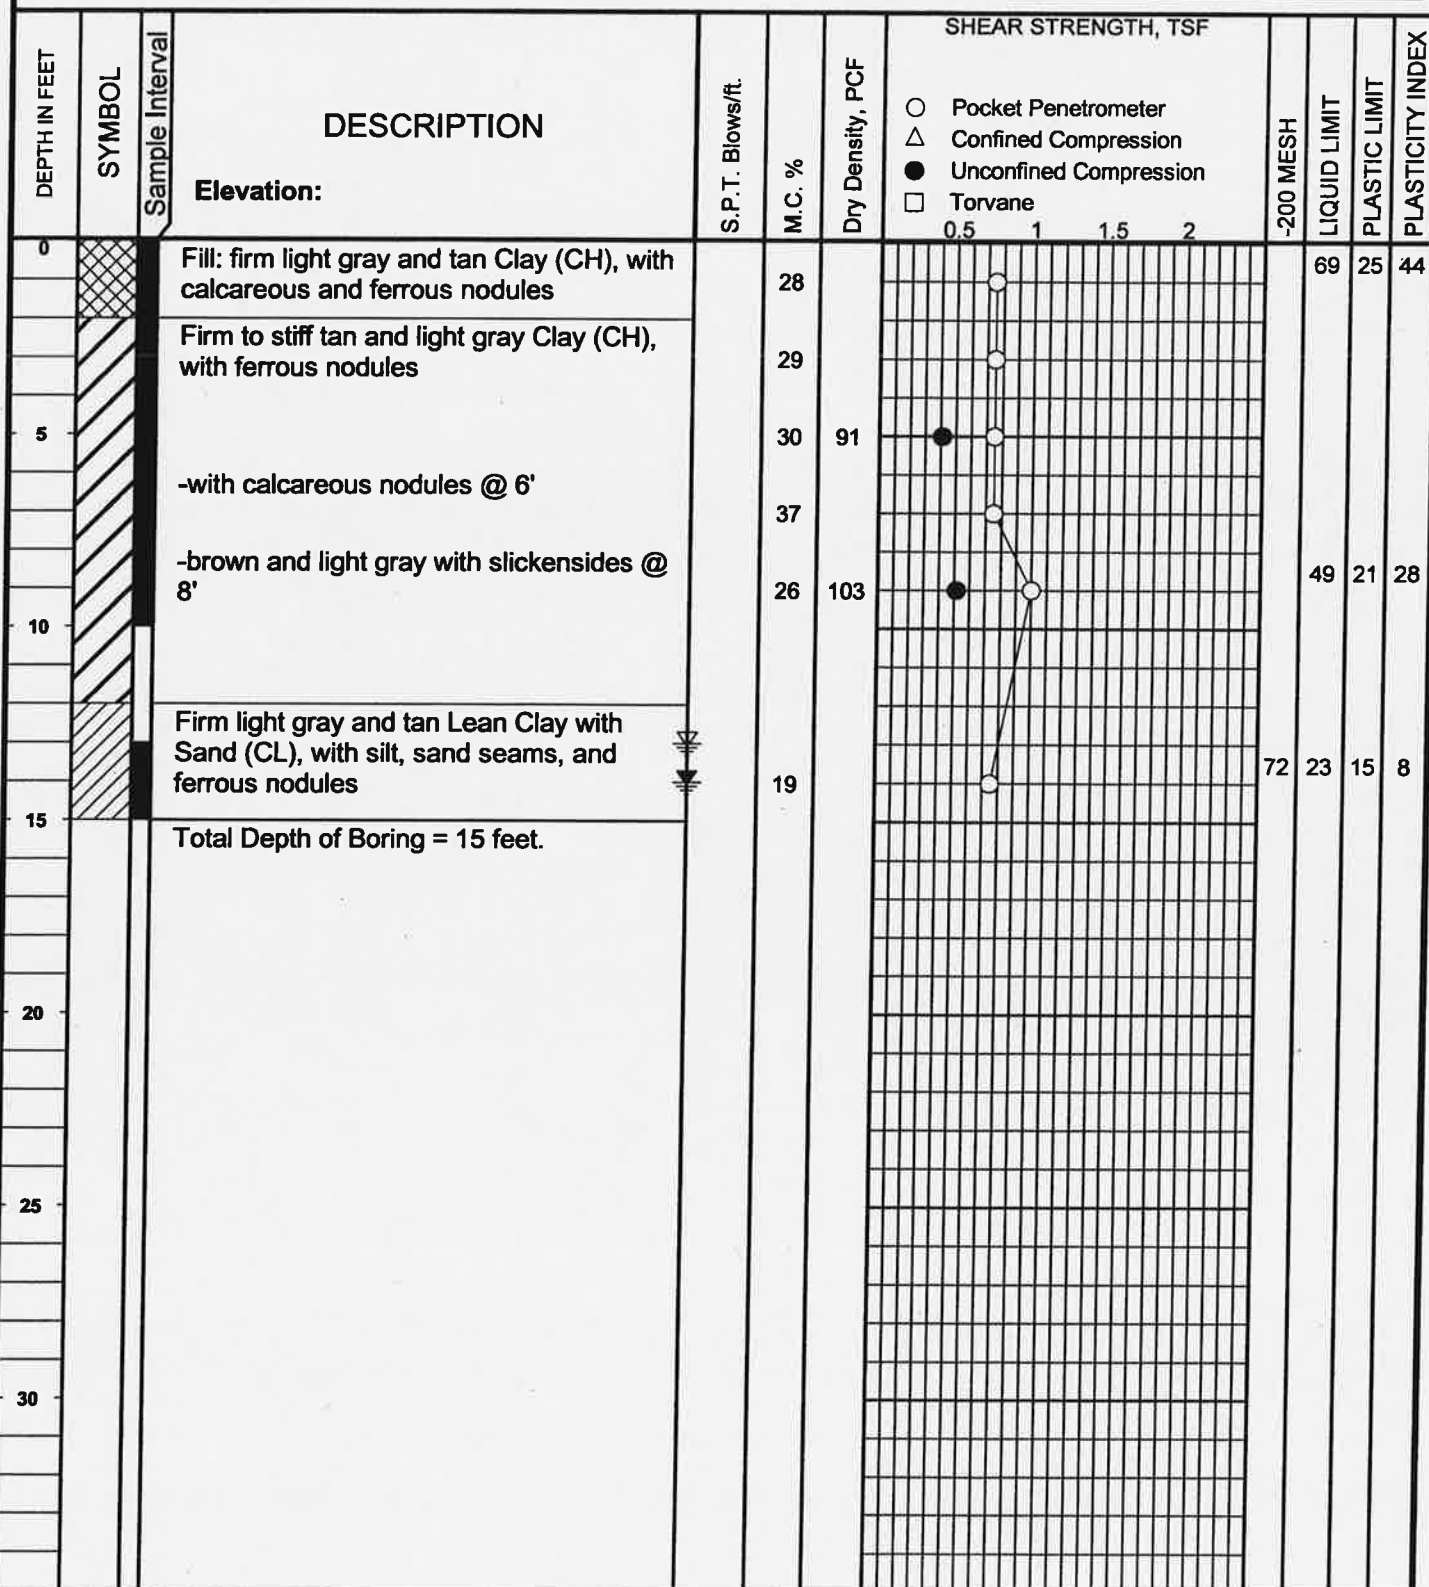 DEPTH IN FEET
SYMBOL
Sample Interval
DESCRIPTION
Elevation:
S.P.T. Blows/ft.
M.C. %
Dry Density, PCF
SHEAR STRENGTH, TSF
Pocket Penetrometer
Confined Compression
Unconfined Compression
Torvane
0.5 1 1.5 2
-200 MESH
LIQUID LIMIT
PLASTIC LIMIT
PLASTICITY INDEX
0
Fill: firm light gray and tan Clay (CH), with
calcareous and ferrous nodules
28
69 25 44
Firm to stiff tan and light gray Clay (CH),
with ferrous nodules
29
5
30 91
-with calcareous nodules @ 6'
37
-brown and light gray with slickensides @
8'
26 103
49 21 28
10
Firm light gray and tan Lean Clay with
Sand (CL), with silt, sand seams, and
ferrous nodules
19
72 23 15 8
15
Total Depth of Boring = 15 feet.
20
25
30